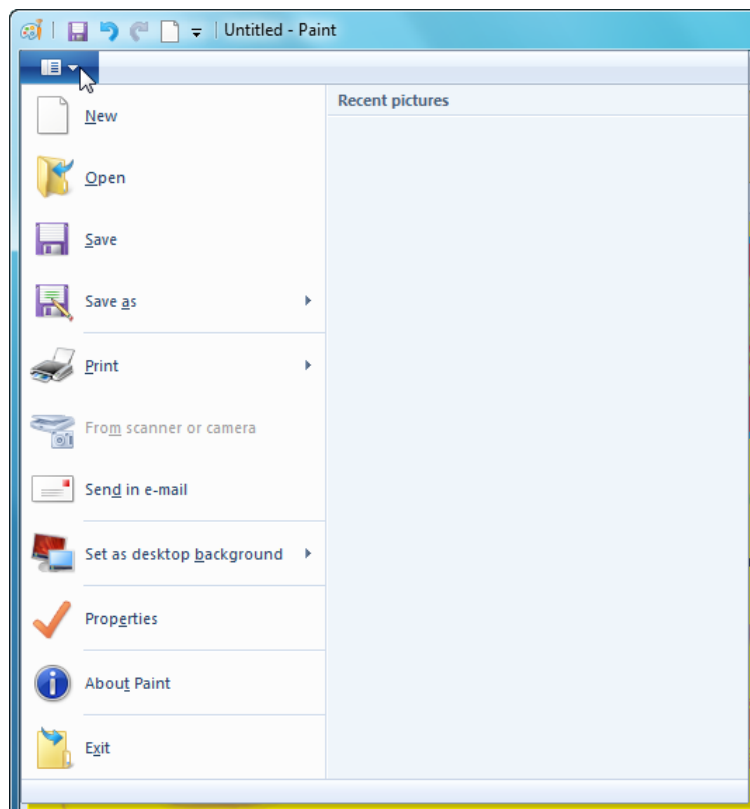 Untitled - Paint
Recent pictures
New
Open
Save
Save as
Print
From scanner or camera
Send in e-mail
Set as desktop background
Properties
About Paint
Exit